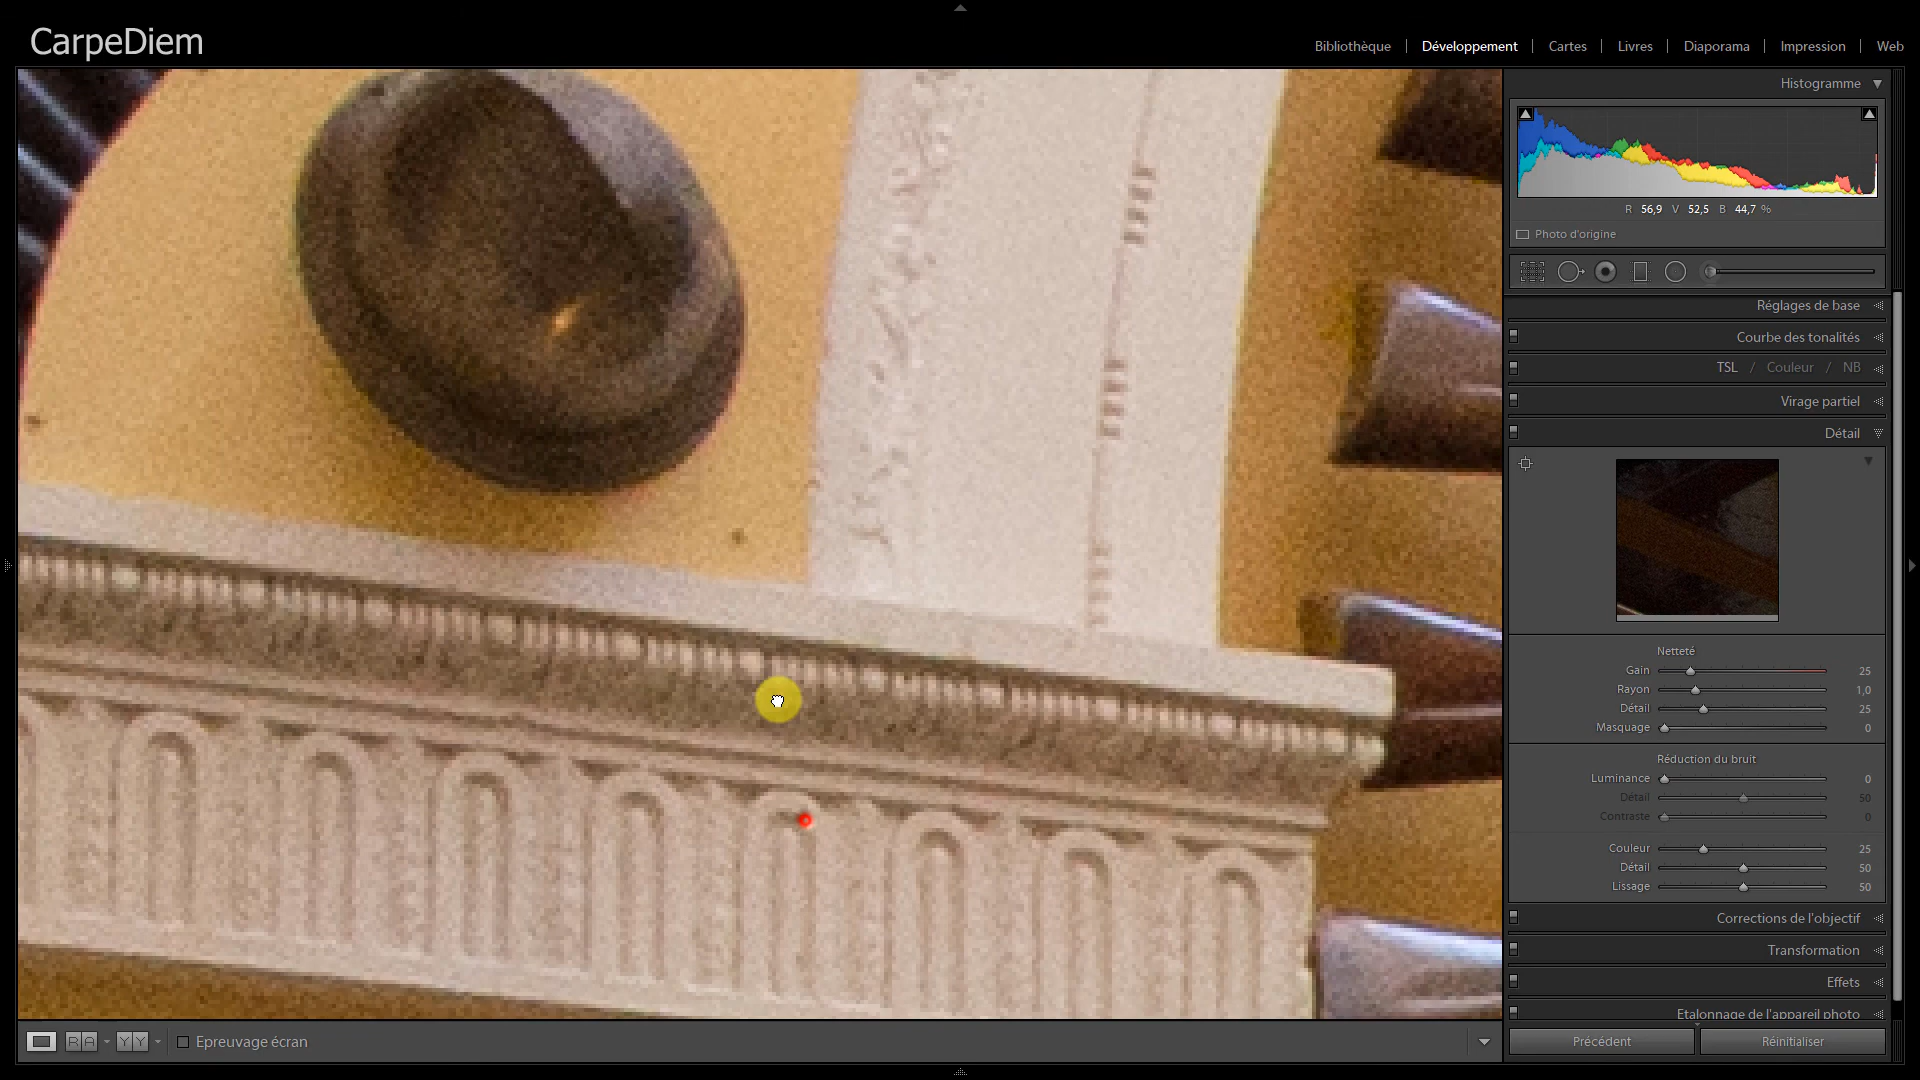 CarpeDiem
Bibliothèque | Développement | Cartes | Livres | Diaporama | Impression | Web
Histogramme
R 56,9 V 52,5 B 44,7 %
Photo d'origine
Réglages de base
Courbe des tonalités
TSL / Couleur / NB
Virage partiel
Détail
Netteté
Gain 25
Rayon 1,0
Détail 25
Masquage 0
Réduction du bruit
Luminance 0
Détail 50
Contraste 0
Couleur 25
Détail 50
Lissage 50
Corrections de l'objectif
Transformation
Effets
Etalonnage de l'appareil photo
R A Y Y Epreuvage écran
Précédent Réinitialiser